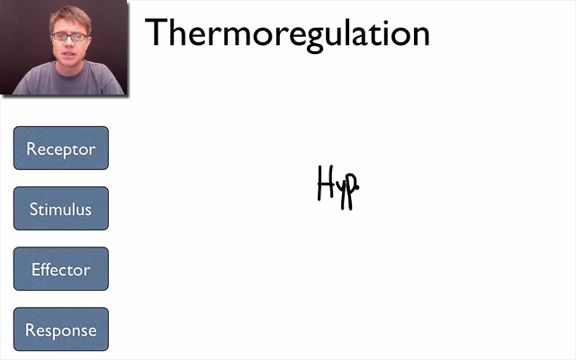 Thermoregulation
Receptor
Stimulus
Hyp.
Effector
Response